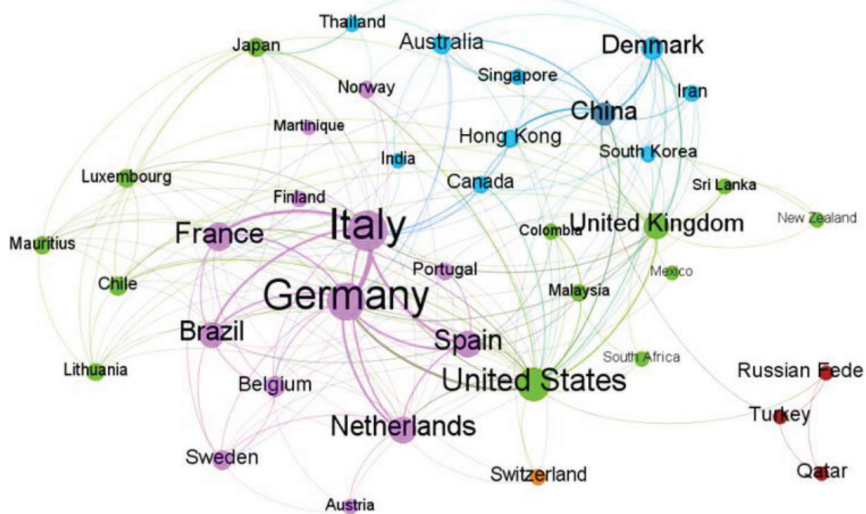 Thailand
Japan
Australia
Denmark
Singapore
Norway
Iran
China
Martinique
Hong Kong
India
South Korea
Luxembourg
Canada
Sri Lanka
Finland
Italy
United Kingdom
New Zealand
France
Colombia
Mauritius
Portugal
Mexico
Chile
Germany
Malaysia
Brazil
Spain
South Africa
Lithuania
United States
Russian Fede
Belgium
Turkey
Netherlands
Sweden
Switzerland
Qatar
Austria